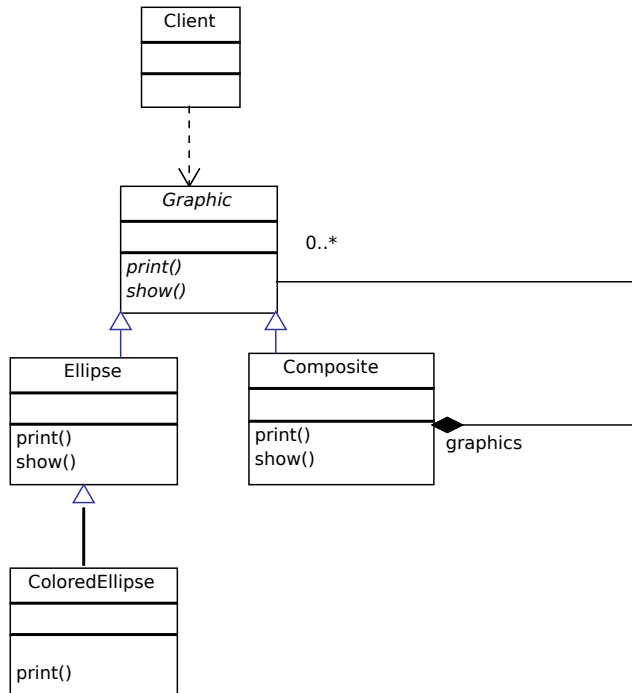 Client
Graphic
0..*
print()
show()
Ellipse
Composite
print()
show()
print()
show()
graphics
ColoredEllipse
print()